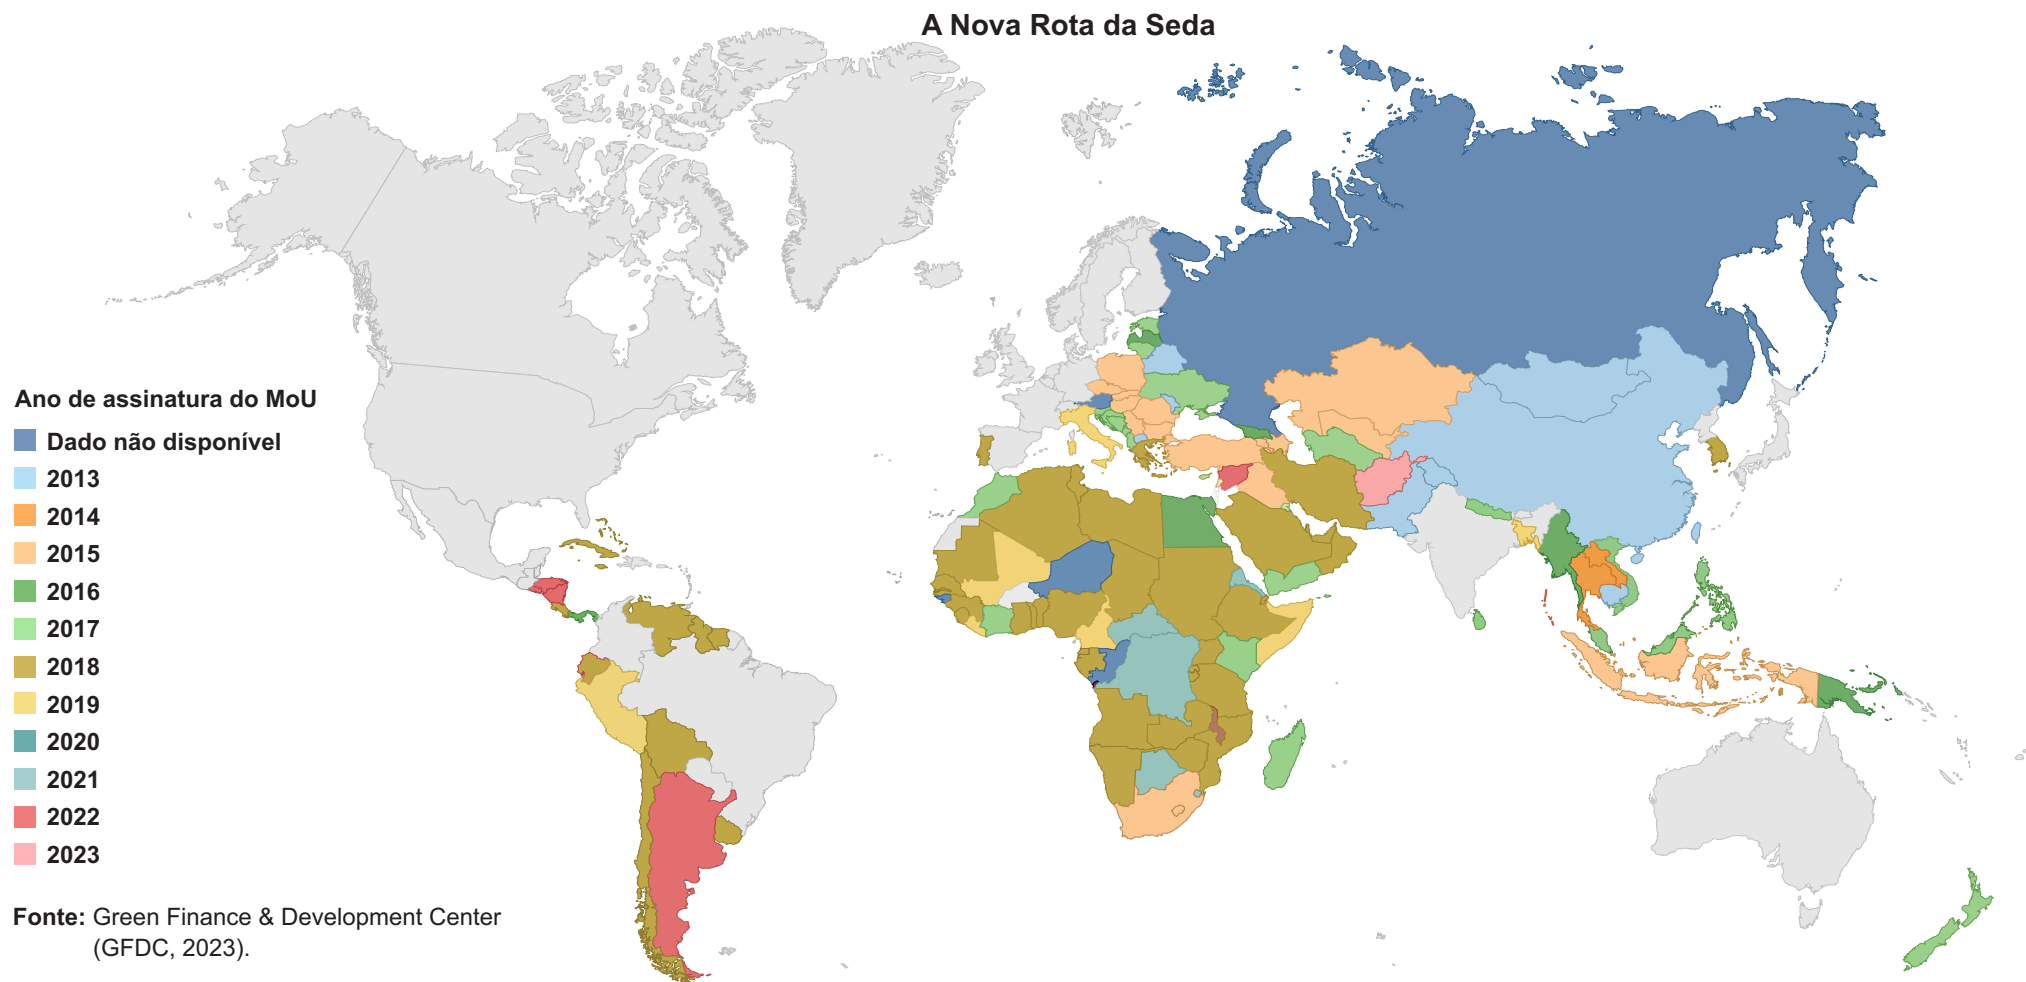 A Nova Rota da Seda
Ano de assinatura do MoU
Dado não disponível
2013
2014
2015
2016
2017
2018
2019
2020
2021
2022
2023
Fonte: Green Finance & Development Center
(GFDC, 2023).